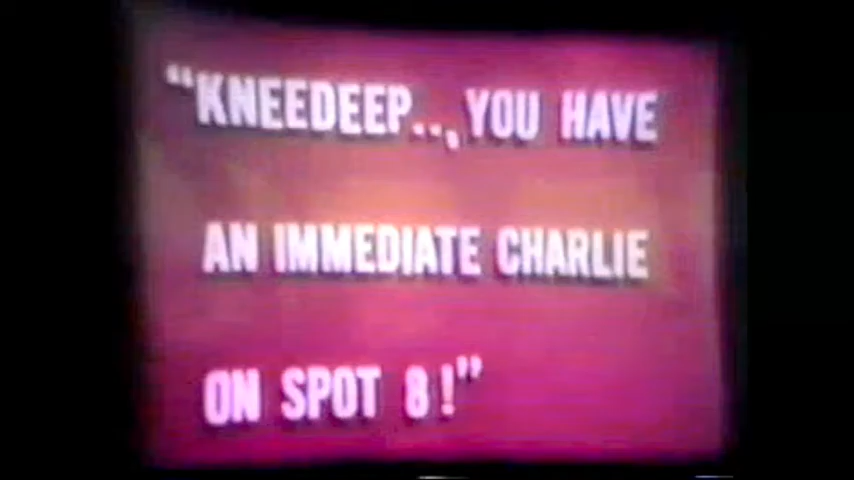 "KNEEDEEP..,YOU HAVE
AN IMMEDIATE CHARLIE
ON SPOT 8!"